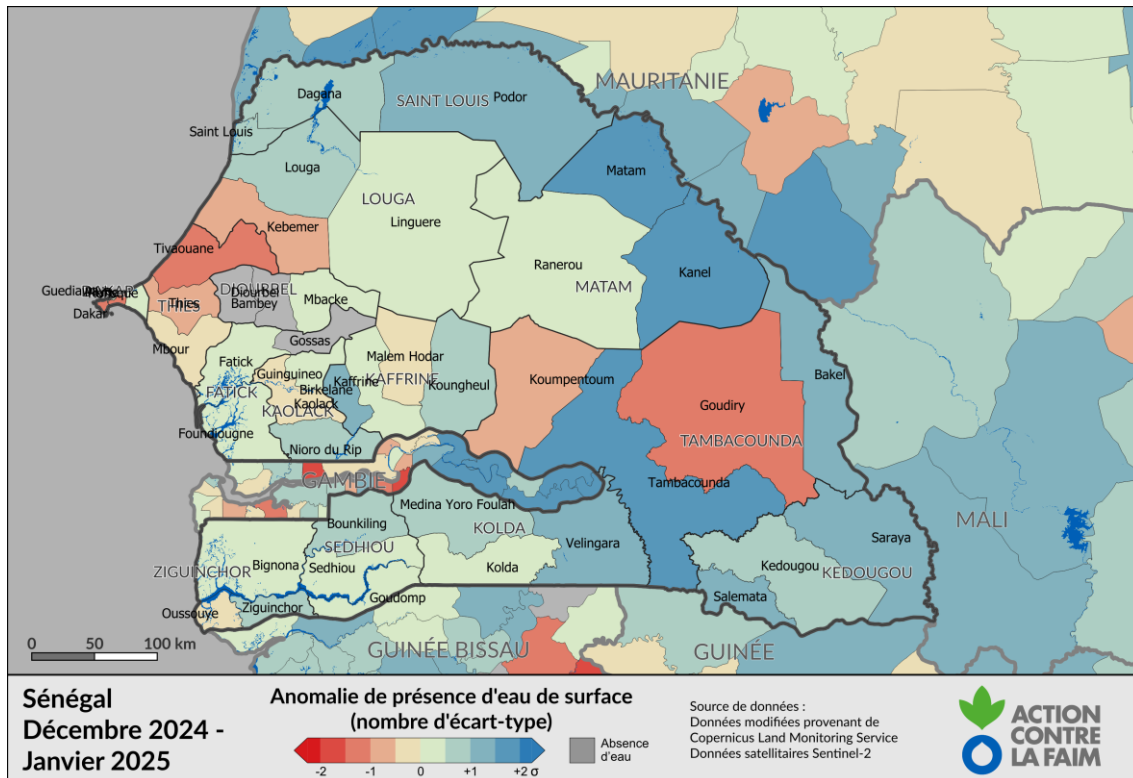 MAURITANIE
Dagana
SAINT LOUIS
Podor
Saint Louis
Louga
Matam
LOUGA
Linguere
Kebemer
Tivaouane
Ranerou
Kanel
MATAM
DIOURBEL
Diourbel
Bambey
Mbacke
Thies
THIES
Dakar
Gossas
Mbour
Fatick
Malem Hodar
Guinguineo
Kaffrine
KAFFRINE
Koungheul
Koumpentoum
Bakel
Birkelane
FATICK
Kaolack
KAOLACK
Goudiry
Foundiougne
Nioro du Rip
TAMBACOUNDA
GAMBIE
Tambacounda
Medina Yoro Foulah
Bounkiling
KOLDA
MALI
SEDHIOU
Velingara
Saraya
ZIGUINCHOR
Bignona
Sedhiou
Kolda
Kedougou
KEDOUGOU
Goudomp
Salemata
Oussouye
Ziguinchor
GUINÉE BISSAU
GUINÉE
0 50 100 km
Sénégal
Décembre 2024 -
Janvier 2025
Anomalie de présence d'eau de surface
(nombre d'écart-type)
-2 -1 0 +1 +2 σ
Absence
d'eau
Source de données :
Données modifiées provenant de
Copernicus Land Monitoring Service
Données satellitaires Sentinel-2
ACTION
CONTRE
LA FAIM